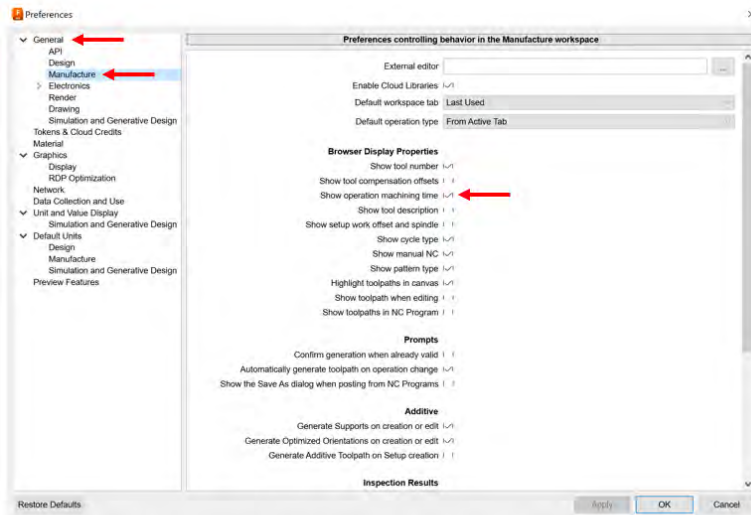 Preferences
General
API
Design
Manufacture
Electronics
Render
Drawing
Simulation and Generative Design
Tokens & Cloud Credits
Material
Graphics
Display
RDP Optimization
Network
Data Collection and Use
Unit and Value Display
Simulation and Generative Design
Default Units
Design
Manufacture
Simulation and Generative Design
Preview Features
Preferences controlling behavior in the Manufacture workspace
External editor ...
Enable Cloud Libraries
Default workspace tab Last Used
Default operation type From Active Tab
Browser Display Properties
Show tool number
Show tool compensation offsets
Show operation machining time
Show tool description
Show setup work offset and spindle
Show cycle type
Show manual NC
Show pattern type
Highlight toolpaths in canvas
Show toolpath when editing
Show toolpaths in NC Program
Prompts
Confirm generation when already valid
Automatically generate toolpath on operation change
Show the Save As dialog when posting from NC Programs
Additive
Generate Supports on creation or edit
Generate Optimized Orientations on creation or edit
Generate Additive Toolpath on Setup creation
Inspection Results
Restore Defaults Apply OK Cancel